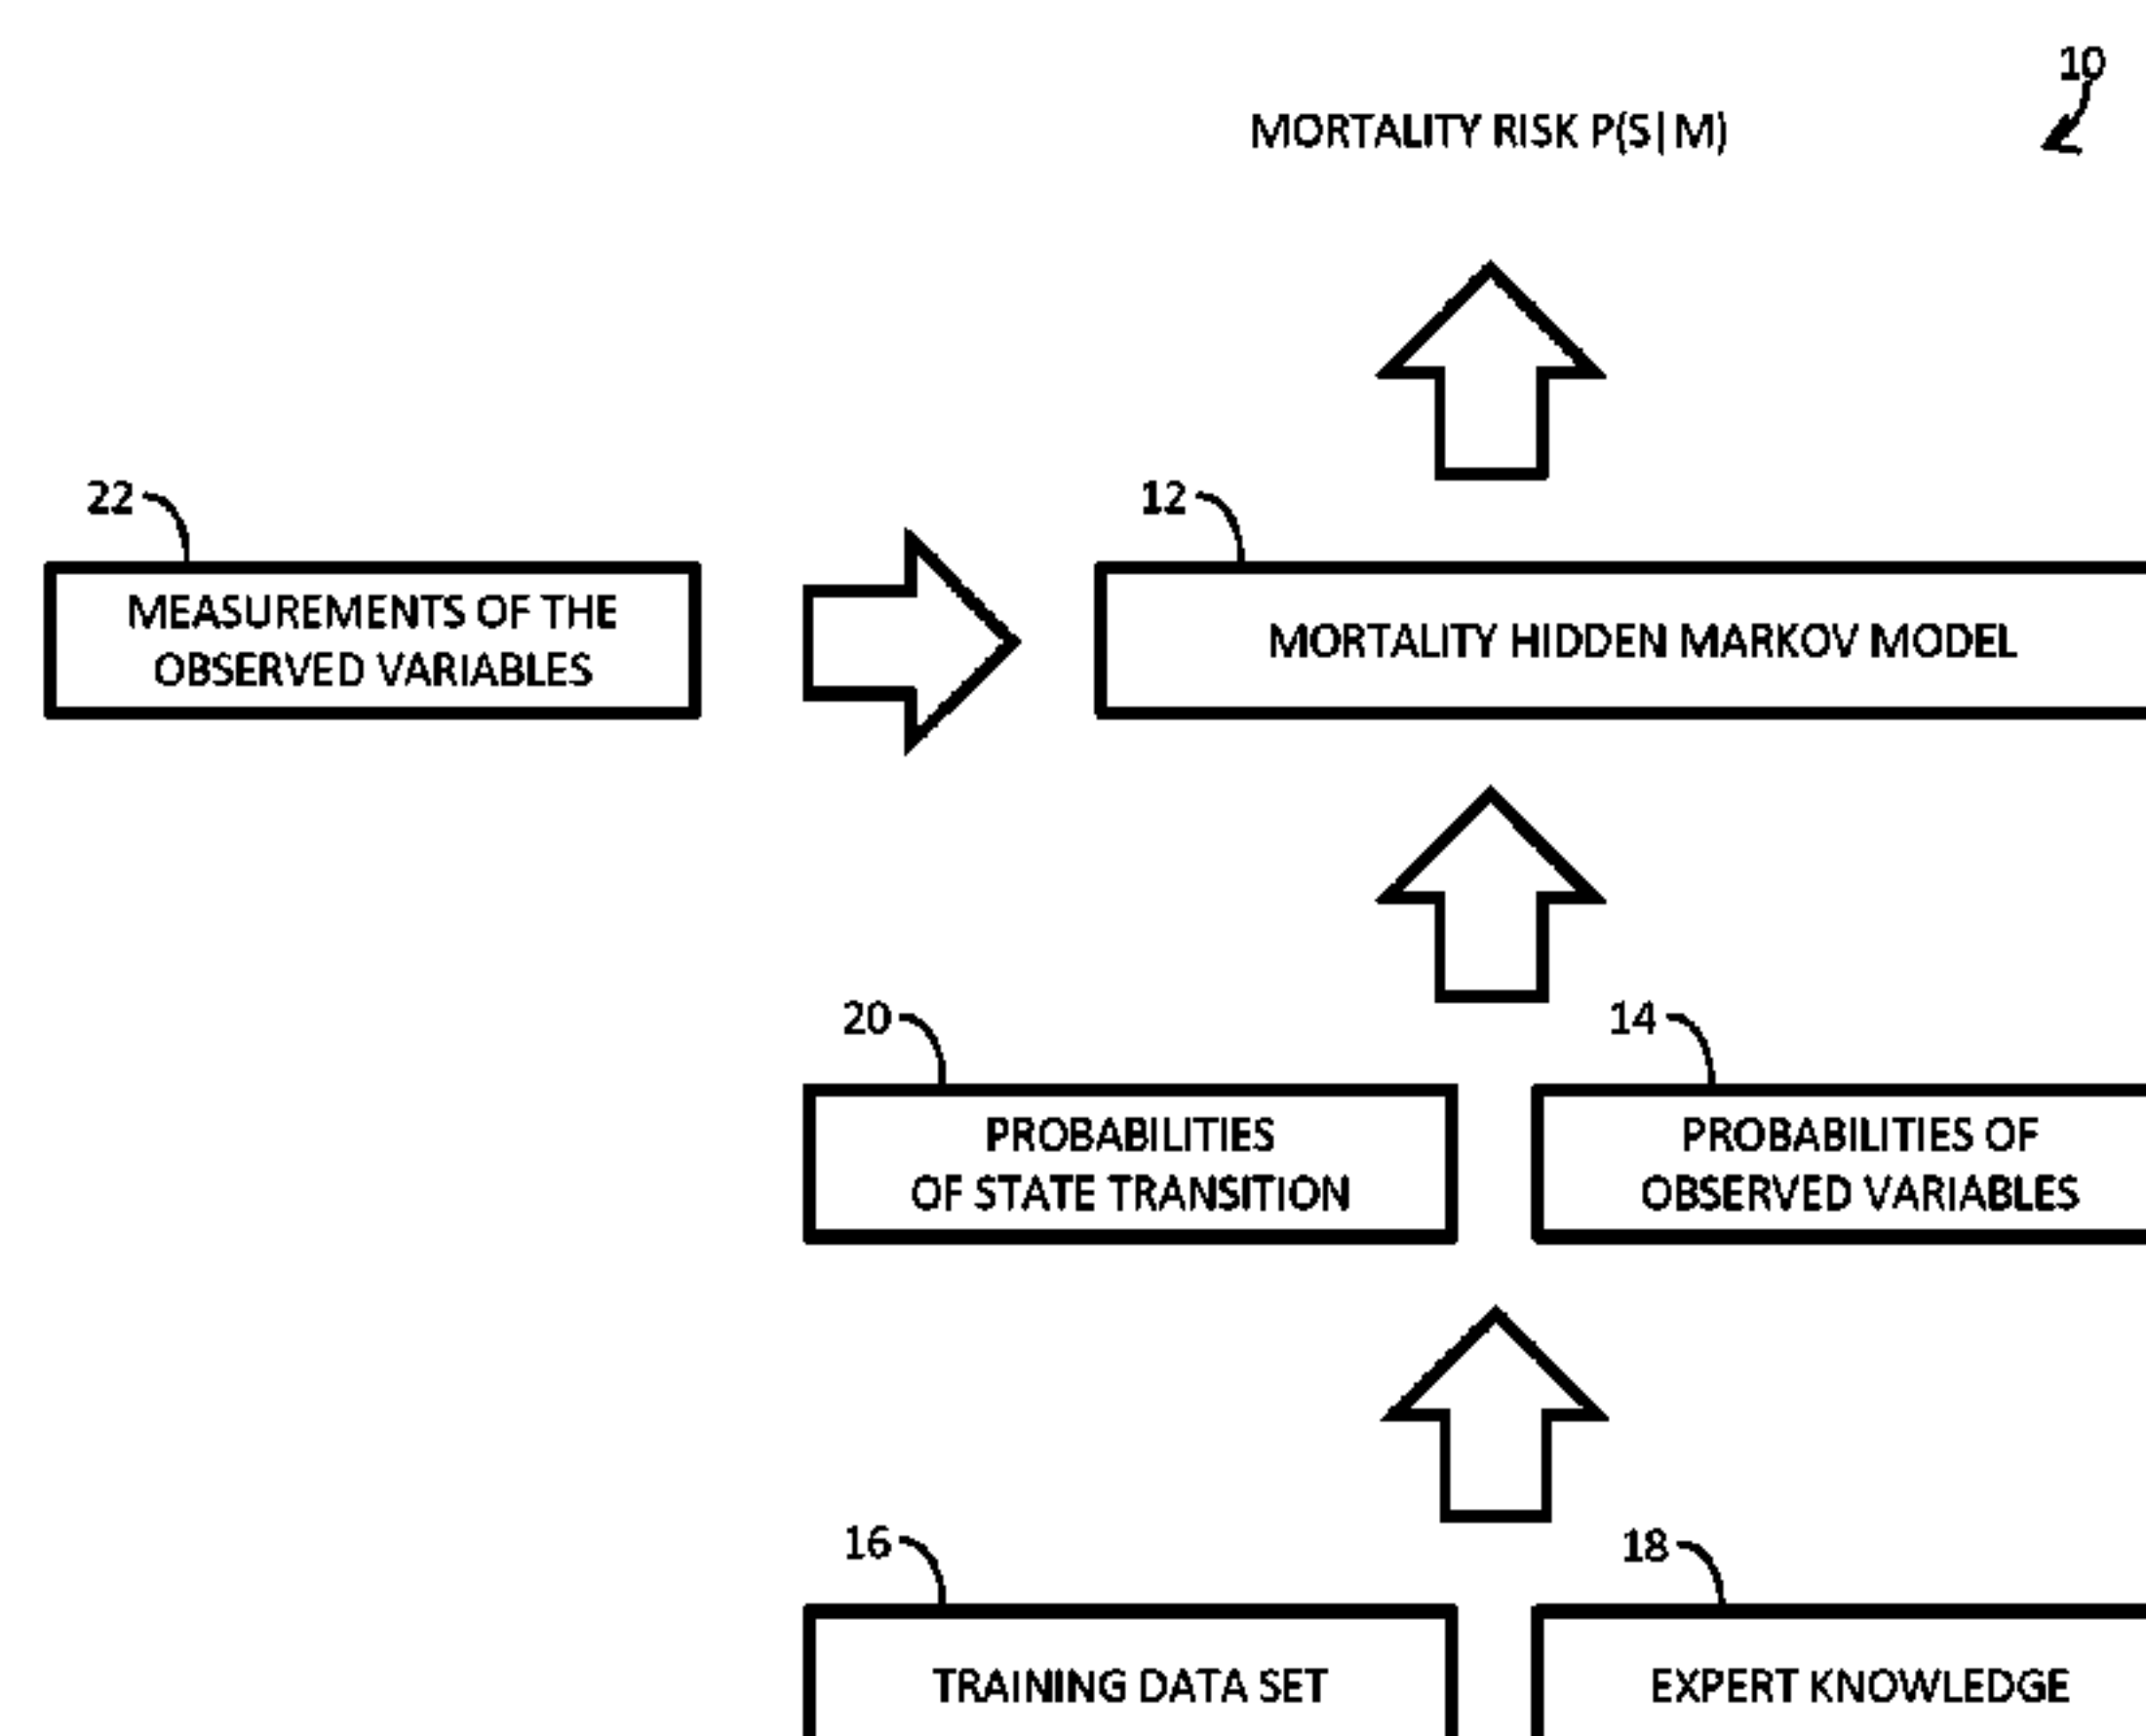 10
MORTALITY RISK P(S|M)
22
12
MEASUREMENTS OF THE
OBSERVED VARIABLES
MORTALITY HIDDEN MARKOV MODEL
20
14
PROBABILITIES
OF STATE TRANSITION
PROBABILITIES OF
OBSERVED VARIABLES
16
18
TRAINING DATA SET
EXPERT KNOWLEDGE